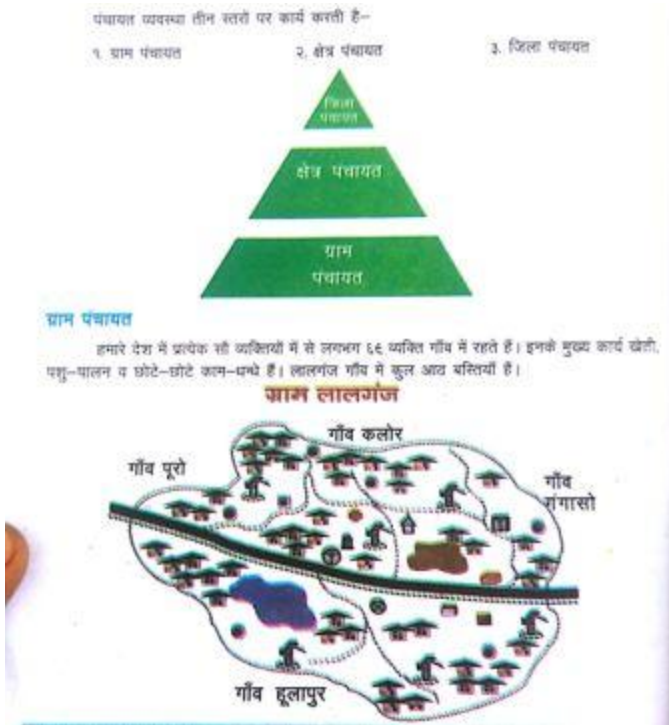 पंचायत व्यवस्था तीन स्तरों पर कार्य करती है–
१. ग्राम पंचायत २. क्षेत्र पंचायत ३. जिला पंचायत
जिला
पंचायत
क्षेत्र पंचायत
ग्राम
पंचायत
ग्राम पंचायत
हमारे देश में प्रत्येक सौ व्यक्तियों में से लगभग ६९ व्यक्ति गाँव में रहते हैं। इनके मुख्य कार्य खेती,
पशु–पालन व छोटे–छोटे काम–धन्धे हैं। लालगंज गाँव मे कुल आठ बस्तियाँ हैं।
ग्राम लालगंज
गाँव कलोर
गाँव पूरो
गाँव
गंगासो
गाँव हूलापुर